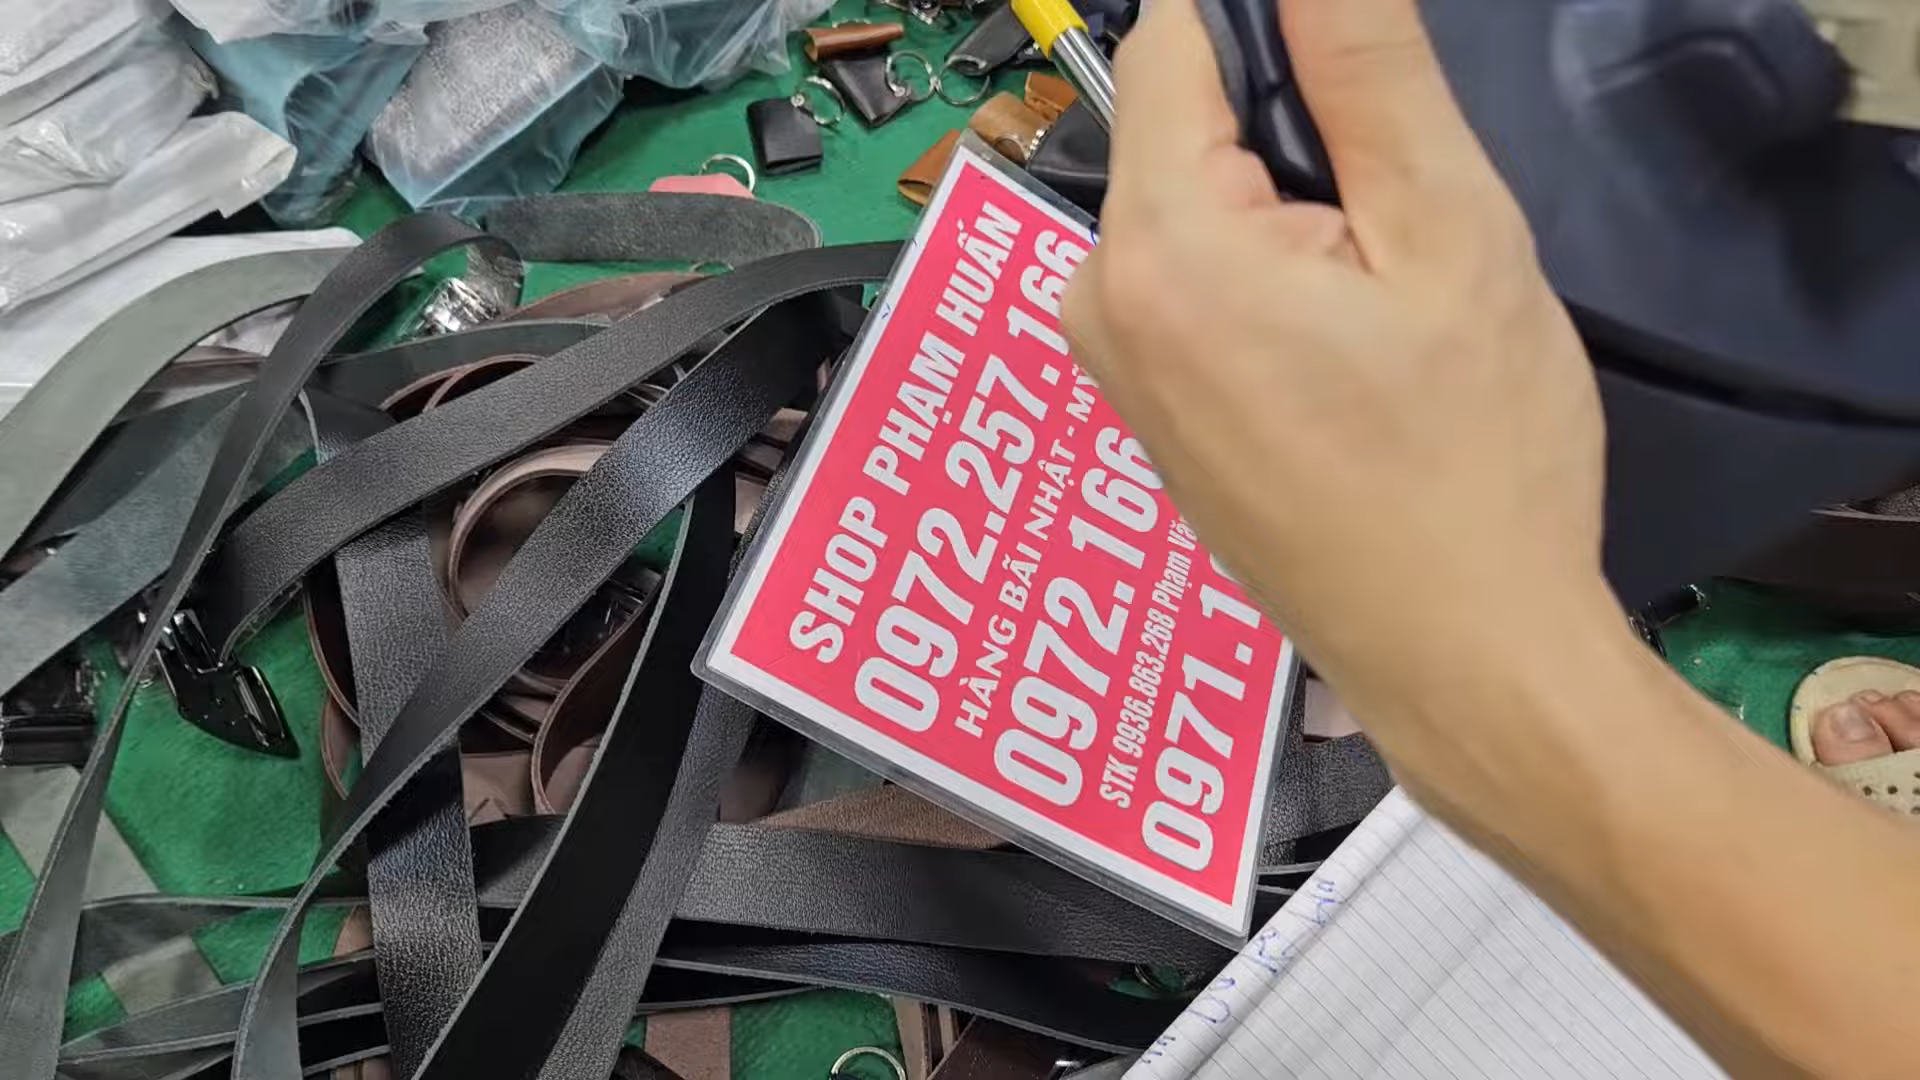 SHOP PHẠM HUẤN
0972.257.166
HÀNG BÃI NHẬT - MỸ
0972.166
STK 9936.863.268 Phạm Vă
0971.1